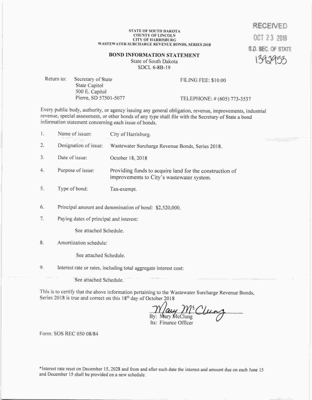 STATE OF SOUTH DAKOTA
COUNTY OF LINCOLN
CITY OF HARRISBURG
WASTEWATER SURCHARGE REVENUE BONDS, SERIES 2018
RECEIVED
OCT 23 2018
S.D. SEC. OF STATE
BOND INFORMATION STATEMENT
State of South Dakota
SDCL 6-8B-19
Return to: Secretary of State
State Capitol
500 E. Capitol
Pierre, SD 57501-5077
FILING FEE: $10.00
TELEPHONE: # (605) 773-3537
Every public body, authority, or agency issuing any general obligation, revenue, improvements, industrial
revenue, special assessment, or other bonds of any type shall file with the Secretary of State a bond
information statement concerning each issue of bonds.
1. Name of issuer: City of Harrisburg.
2. Designation of issue: Wastewater Surcharge Revenue Bonds, Series 2018.
3. Date of issue: October 18, 2018
4. Purpose of issue: Providing funds to acquire land for the construction of
improvements to City's wastewater system.
5. Type of bond: Tax-exempt.
6. Principal amount and denomination of bond: $2,520,000.
7. Paying dates of principal and interest:
See attached Schedule.
8. Amortization schedule:
See attached Schedule.
9. Interest rate or rates, including total aggregate interest cost:
See attached Schedule.
This is to certify that the above information pertaining to the Wastewater Surcharge Revenue Bonds,
Series 2018 is true and correct on this 18th day of October 2018
Mary McClung
By: Mary McClung
Its: Finance Officer
Form: SOS REC 050 08/84
*Interest rate reset on December 15, 2028 and from and after such date the interest and amount due on each June 15
and December 15 shall be provided on a new schedule.